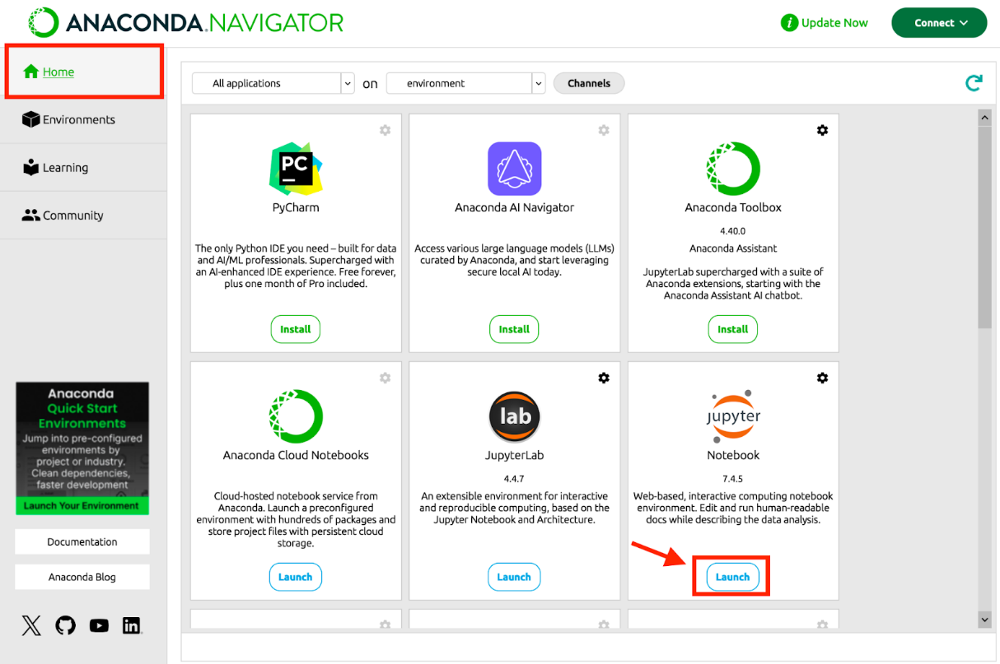 ANACONDA.NAVIGATOR
i Update Now
Connect
Home
Environments
Learning
Community
All applications
on
environment
Channels
PC
PyCharm
The only Python IDE you need – built for data
and AI/ML professionals. Supercharged with
an AI-enhanced IDE experience. Free forever,
plus one month of Pro included.
Install
Anaconda AI Navigator
Access various large language models (LLMs)
curated by Anaconda, and start leveraging
secure local AI today.
Install
Anaconda Toolbox
4.40.0
Anaconda Assistant
JupyterLab supercharged with a suite of
Anaconda extensions, starting with the
Anaconda Assistant AI chatbot.
Install
Anaconda Cloud Notebooks
Cloud-hosted notebook service from
Anaconda. Launch a preconfigured
environment with hundreds of packages and
store project files with persistent cloud
storage.
Launch
lab
JupyterLab
4.4.7
An extensible environment for interactive
and reproducible computing, based on the
Jupyter Notebook and Architecture.
Launch
jupyter
Notebook
7.4.5
Web-based, interactive computing notebook
environment. Edit and run human-readable
docs while describing the data analysis.
Launch
Anaconda
Quick Start
Environments
Jump into pre-configured
environments by
project or industry.
Clean dependencies,
faster development
Launch Your Environment
Documentation
Anaconda Blog
in